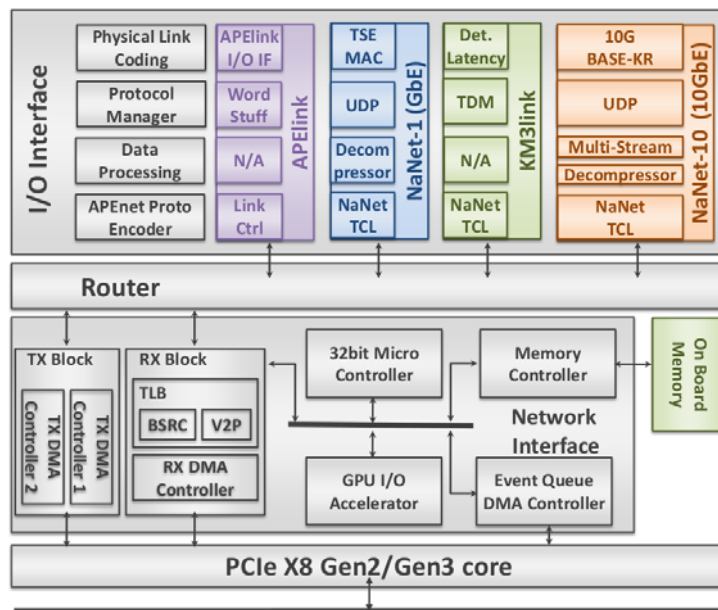 I/O Interface
Physical Link
Coding
Protocol
Manager
Data
Processing
APEnet Proto
Encoder
APElink
I/O IF
Word
Stuff
N/A
Link
Ctrl
APElink
TSE
MAC
UDP
Decom
pressor
NaNet
TCL
NaNet-1 (GbE)
Det.
Latency
TDM
N/A
NaNet
TCL
KM3link
10G
BASE-KR
UDP
Multi-Stream
Decompressor
NaNet
TCL
NaNet-10 (10GbE)
Router
TX Block
TX DMA
Controller 2
TX DMA
Controller 1
RX Block
TLB
BSRC
V2P
RX DMA
Controller
32bit Micro
Controller
Memory
Controller
On Board
Memory
Network
Interface
GPU I/O
Accelerator
Event Queue
DMA Controller
PCIe X8 Gen2/Gen3 core